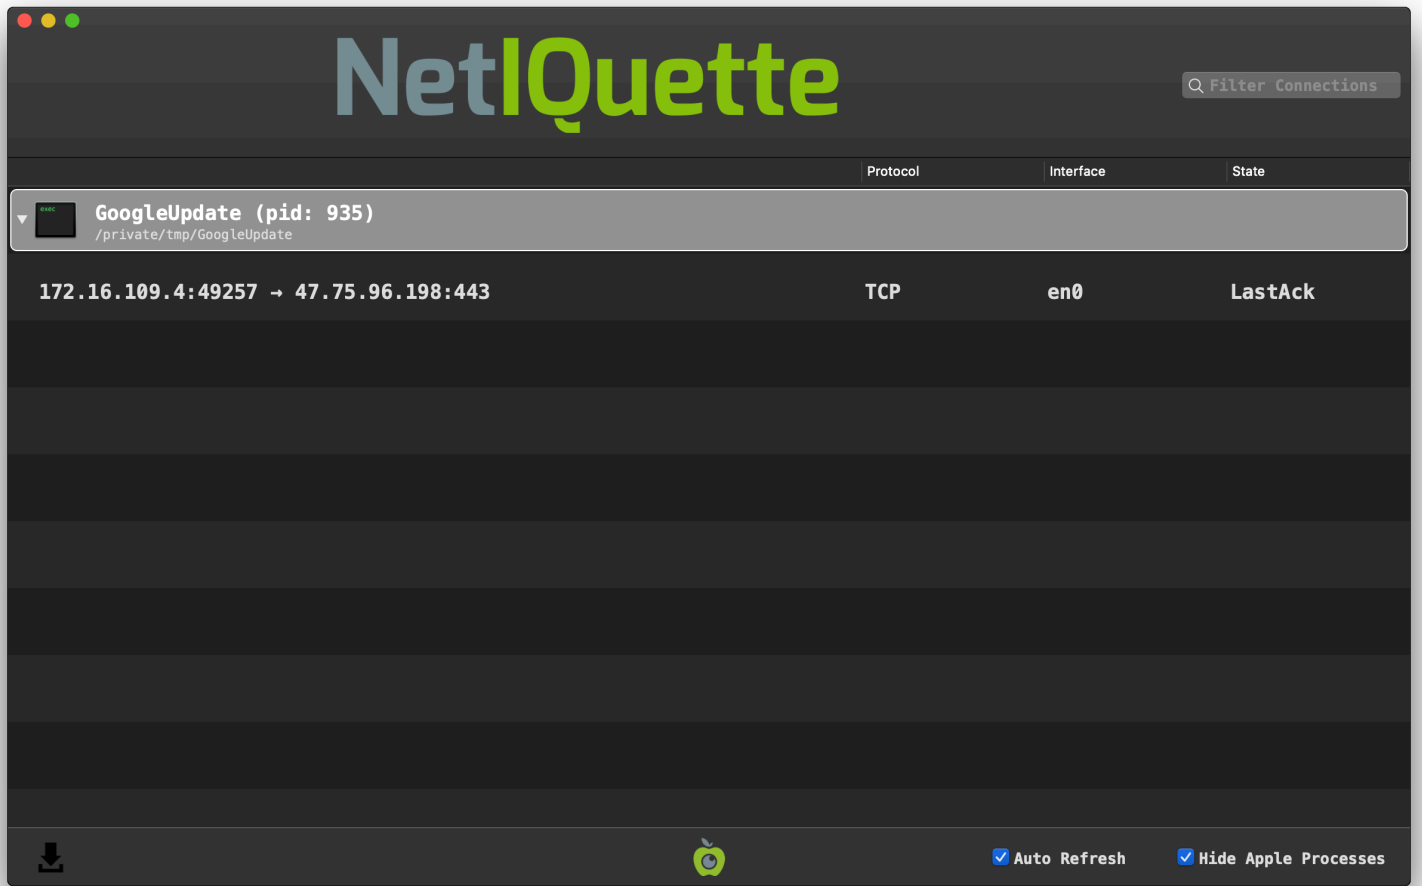 NetIQuette
Filter Connections
Protocol Interface State
exec
GoogleUpdate (pid: 935)
/private/tmp/GoogleUpdate
172.16.109.4:49257 → 47.75.96.198:443 TCP en0 LastAck
Auto Refresh Hide Apple Processes